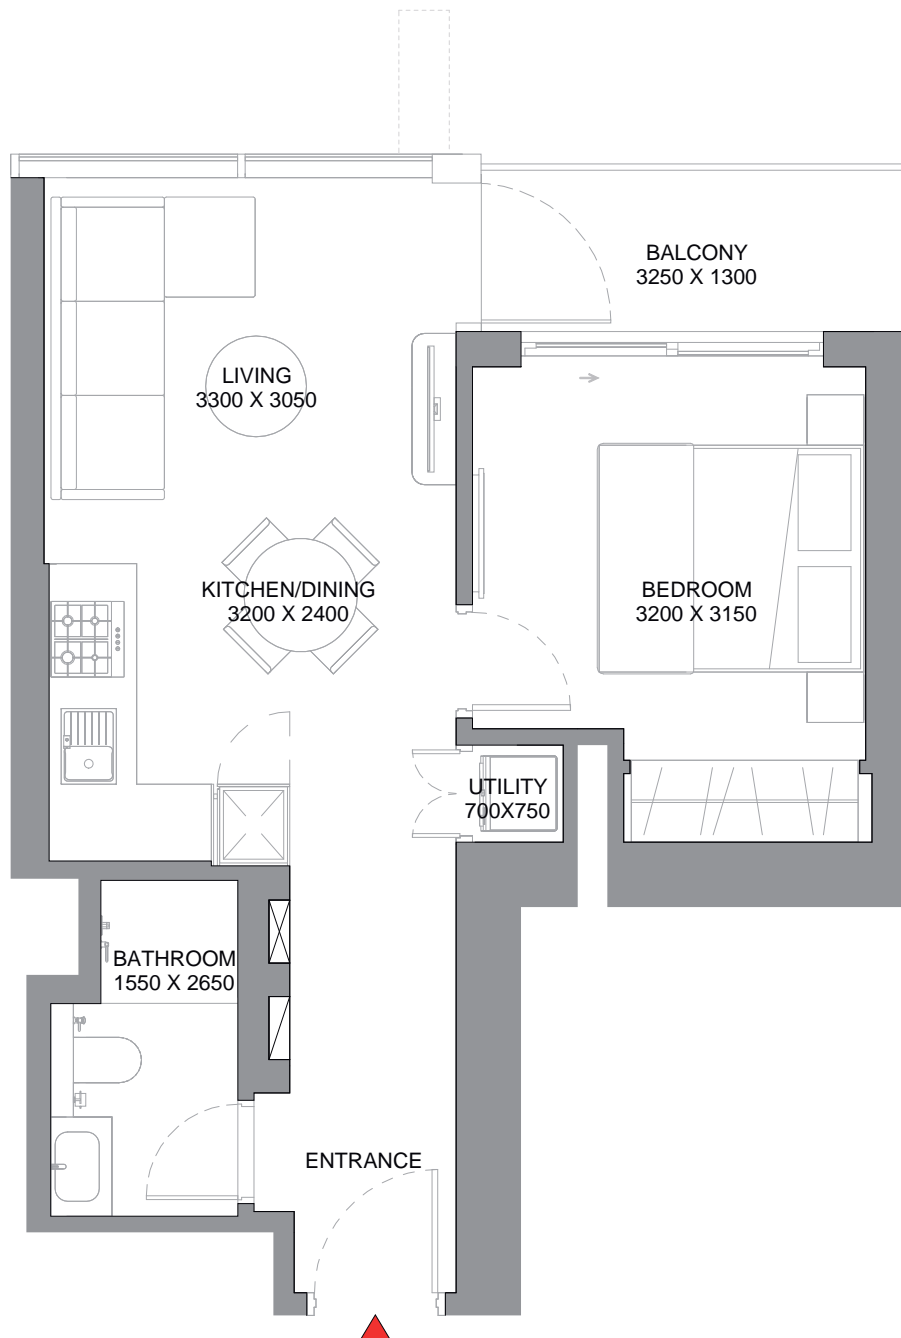 BALCONY
3250 X 1300
LIVING
3300 X 3050
KITCHEN/DINING
3200 X 2400
BEDROOM
3200 X 3150
UTILITY
700X750
BATHROOM
1550 X 2650
ENTRANCE